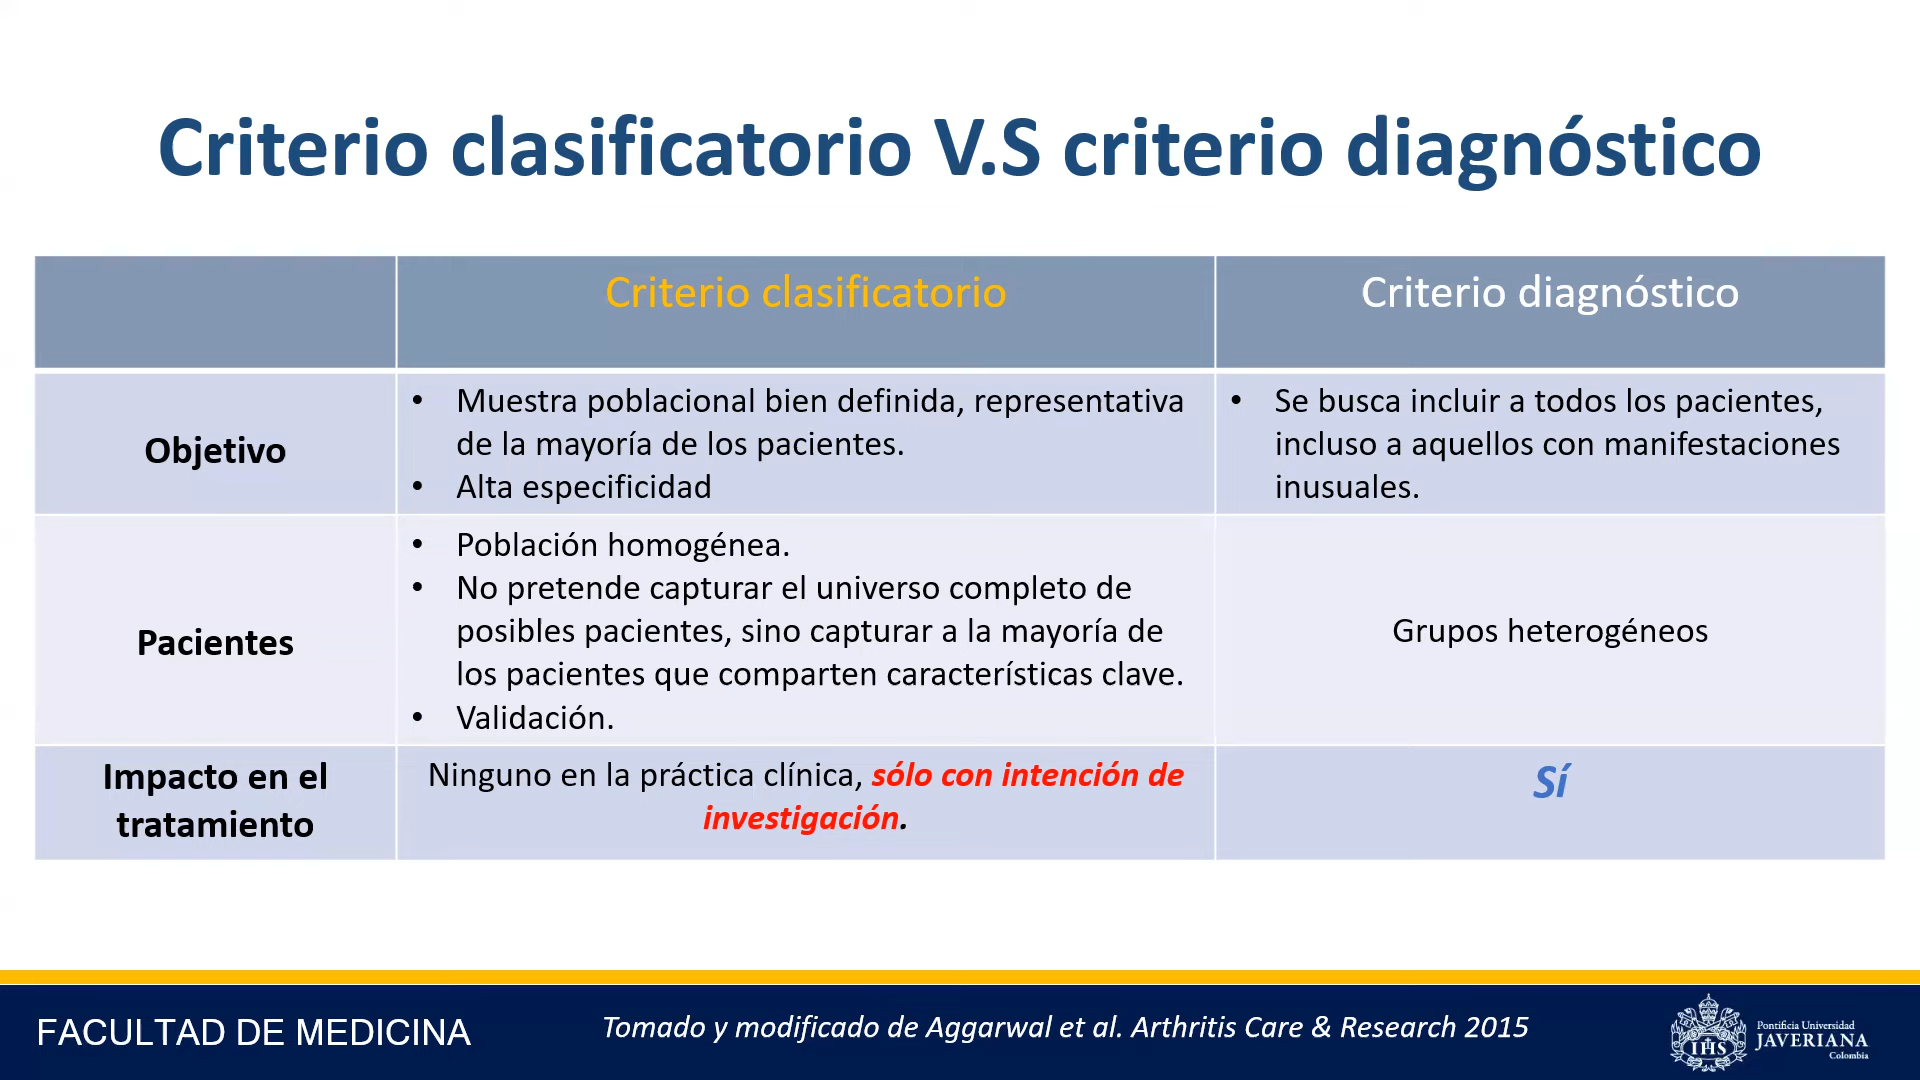 Criterio clasificatorio V.S criterio diagnóstico
Criterio clasificatorio
Criterio diagnóstico
Objetivo
• Muestra poblacional bien definida, representativa
de la mayoría de los pacientes.
• Alta especificidad
• Se busca incluir a todos los pacientes,
incluso a aquellos con manifestaciones
inusuales.
Pacientes
• Población homogénea.
• No pretende capturar el universo completo de
posibles pacientes, sino capturar a la mayoría de
los pacientes que comparten características clave.
• Validación.
Grupos heterogéneos
Impacto en el
tratamiento
Ninguno en la práctica clínica, sólo con intención de
investigación.
Sí
FACULTAD DE MEDICINA
Tomado y modificado de Aggarwal et al. Arthritis Care & Research 2015
IHS
Pontificia Universidad
JAVERIANA
Colombia